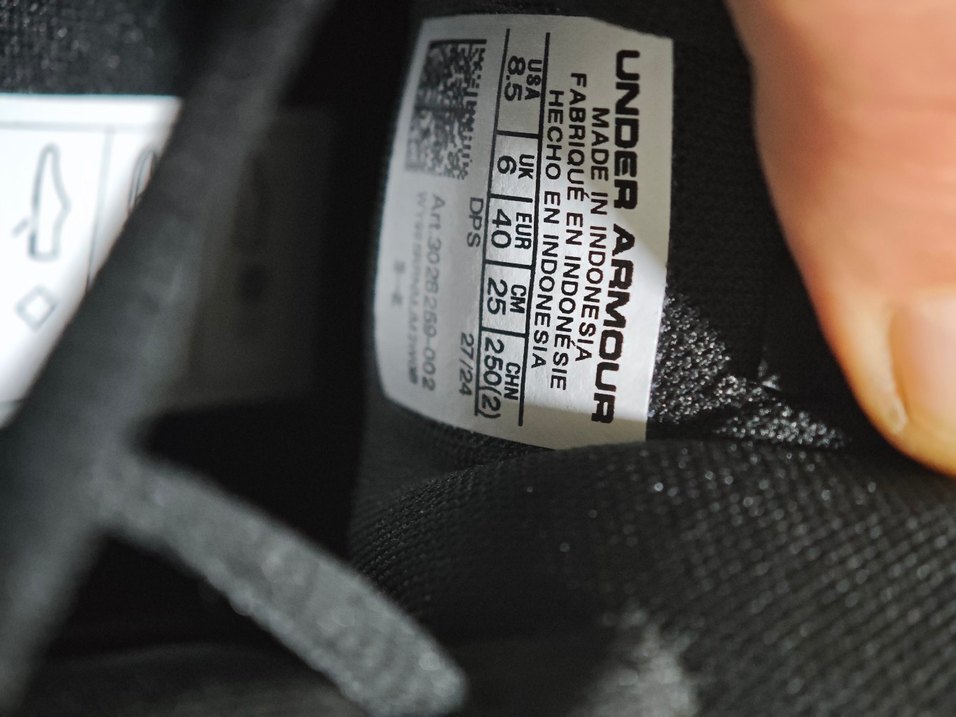 UNDER ARMOUR
MADE IN INDONESIA
FABRIQUÉ EN INDONÉSIE
HECHO EN INDONESIA
USA UK EUR CM CHN
8.5 6 40 25 250(2)
DPS 27/24
Art.3026259-002